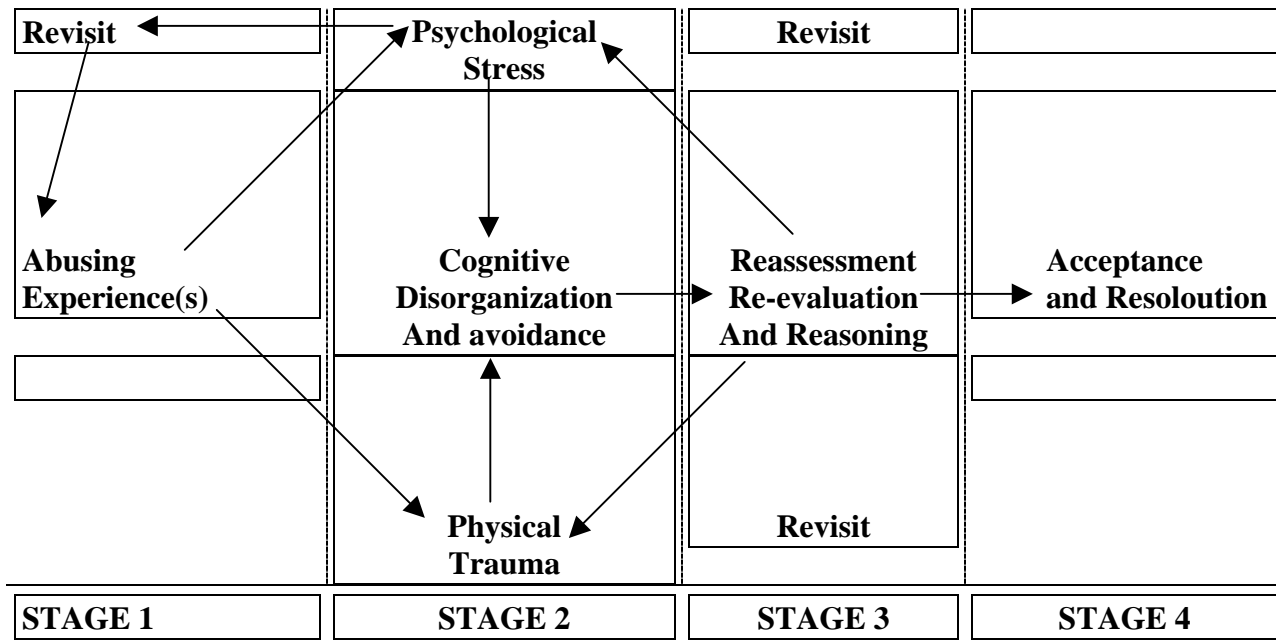 Revisit
Psychological
Stress
Revisit
Abusing
Experience(s)
Cognitive
Disorganization
And avoidance
Reassessment
Re-evaluation
And Reasoning
Acceptance
and Resoloution
Physical
Trauma
Revisit
STAGE 1
STAGE 2
STAGE 3
STAGE 4